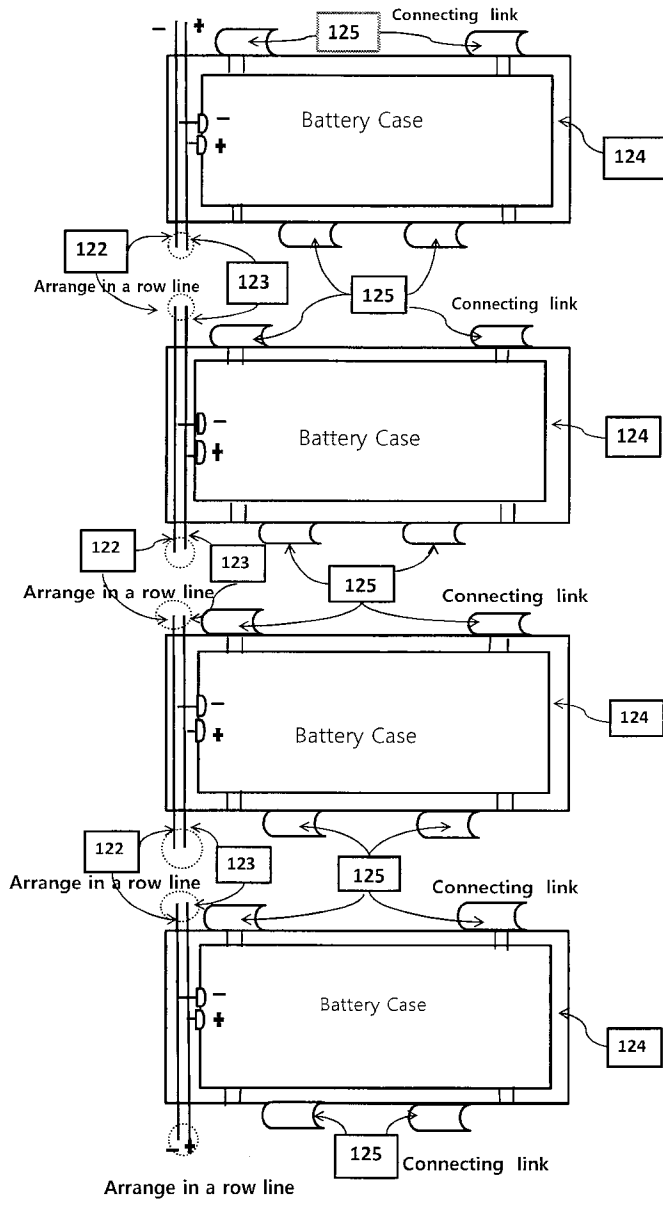 Connecting link
− +
125
Battery Case
−
+
124
122
123
Arrange in a row line
125
Connecting link
Battery Case
−
+
124
122
123
125
Arrange in a row line
Connecting link
Battery Case
−
+
124
122
123
125
Arrange in a row line
Connecting link
Battery Case
−
+
124
− +
125
Connecting link
Arrange in a row line